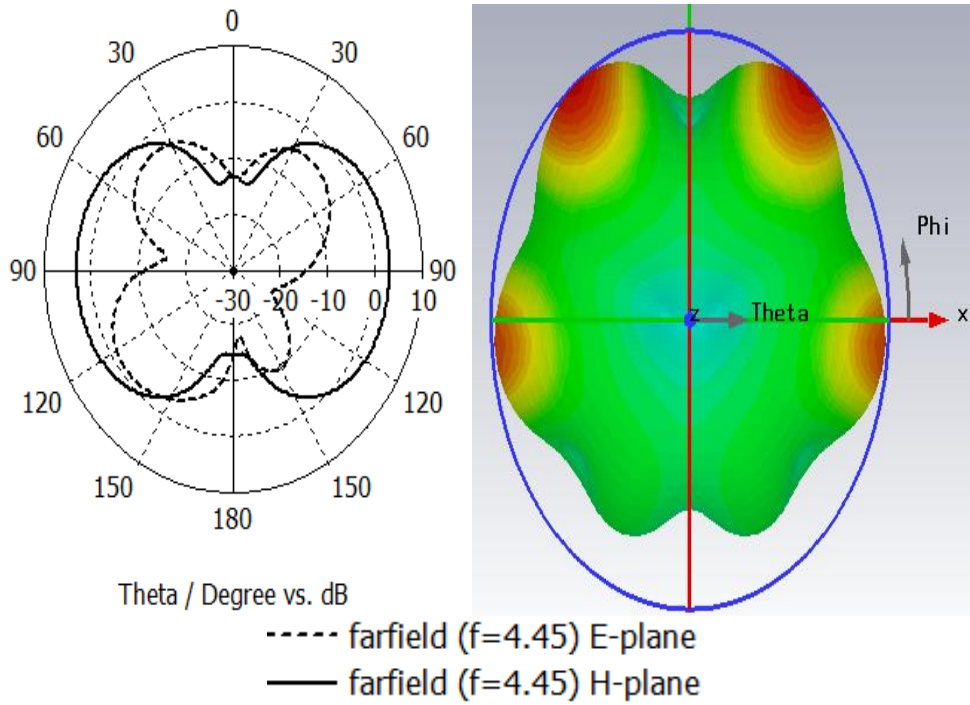 0
30 30
60 60
90 90
-30 -20 -10 0 10
120 120
150 150
180
Theta / Degree vs. dB
farfield (f=4.45) E-plane
farfield (f=4.45) H-plane
Phi
z Theta x